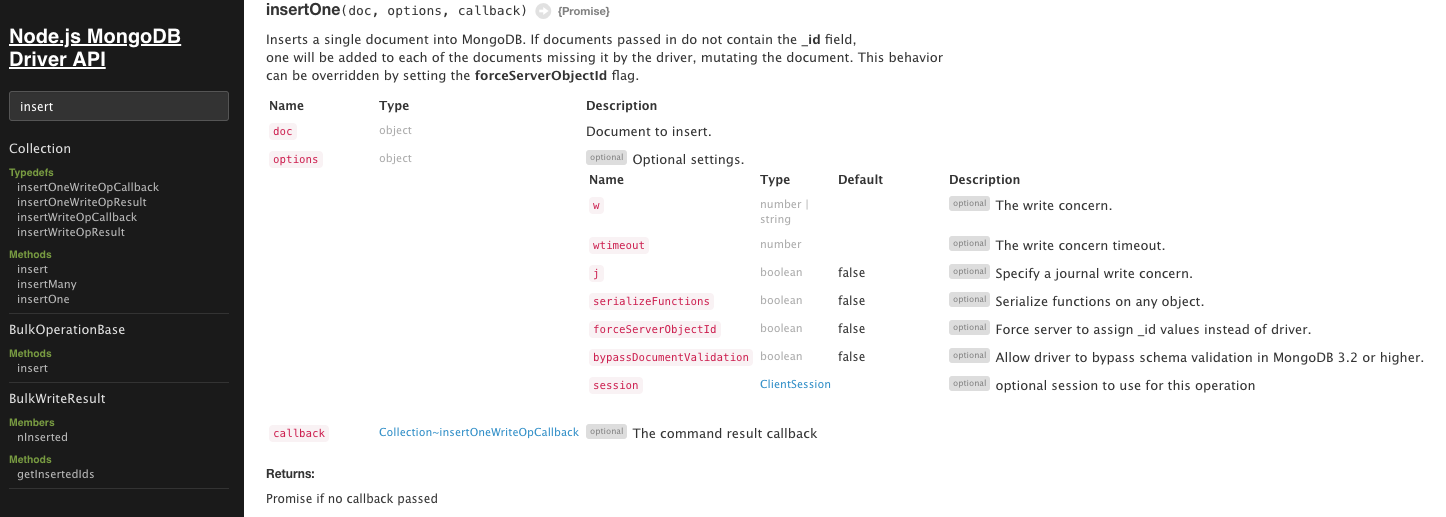 Node.js MongoDB
Driver API
insert
Collection
Typedefs
insertOneWriteOpCallback
insertOneWriteOpResult
insertWriteOpCallback
insertWriteOpResult
Methods
insert
insertMany
insertOne
BulkOperationBase
Methods
insert
BulkWriteResult
Members
nInserted
Methods
getInsertedIds
insertOne(doc, options, callback) {Promise}
Inserts a single document into MongoDB. If documents passed in do not contain the _id field,
one will be added to each of the documents missing it by the driver, mutating the document. This behavior
can be overridden by setting the forceServerObjectId flag.
Name Type Description
doc object Document to insert.
options object optional Optional settings.
Name Type Default Description
w number | optional The write concern.
string
wtimeout number optional The write concern timeout.
j boolean false optional Specify a journal write concern.
serializeFunctions boolean false optional Serialize functions on any object.
forceServerObjectId boolean false optional Force server to assign _id values instead of driver.
bypassDocumentValidation boolean false optional Allow driver to bypass schema validation in MongoDB 3.2 or higher.
session ClientSession optional optional session to use for this operation
callback Collection~insertOneWriteOpCallback optional The command result callback
Returns:
Promise if no callback passed